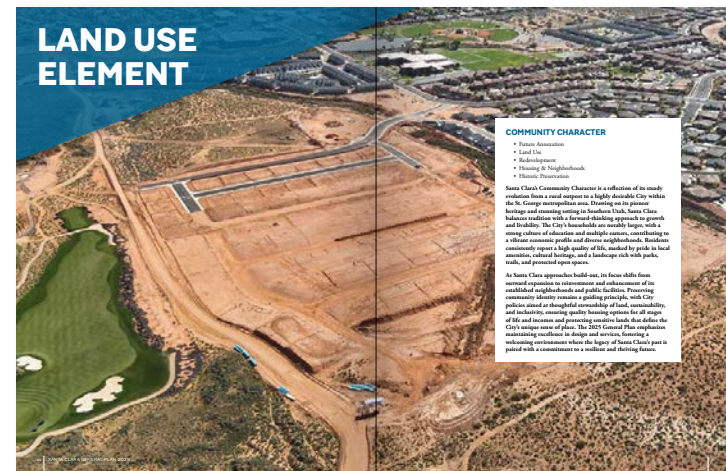 LAND USE
ELEMENT
COMMUNITY CHARACTER
• Future Annexation
• Land Use
• Redevelopment
• Housing & Neighborhoods
• Historic Preservation
Santa Clara's Community Character is a reflection of its steady
evolution from a rural outpost to a highly desirable City within
the St. George metropolitan area. Drawing on its pioneer
heritage and stunning setting in Southern Utah, Santa Clara
balances tradition with a forward-thinking approach to growth
and livability. The City's households are notably larger, with a
strong culture of education and multiple earners, contributing to
a vibrant economic profile and diverse neighborhoods. Residents
consistently report a high quality of life, marked by pride in local
amenities, cultural heritage, and a landscape rich with parks,
trails, and protected open spaces.
As Santa Clara approaches build-out, its focus shifts from
outward expansion to reinvestment and enhancement of its
established neighborhoods and public facilities. Preserving
community identity remains a guiding principle, with City
policies aimed at thoughtful stewardship of land, sustainability,
and inclusivity, ensuring quality housing options for all stages
of life and incomes and protecting sensitive lands that define the
City's unique sense of place. The 2025 General Plan emphasizes
maintaining excellence in design and services, fostering a
welcoming environment where the legacy of Santa Clara's past is
paired with a commitment to a resilient and thriving future.
SANTA CLARA GENERAL PLAN 2025